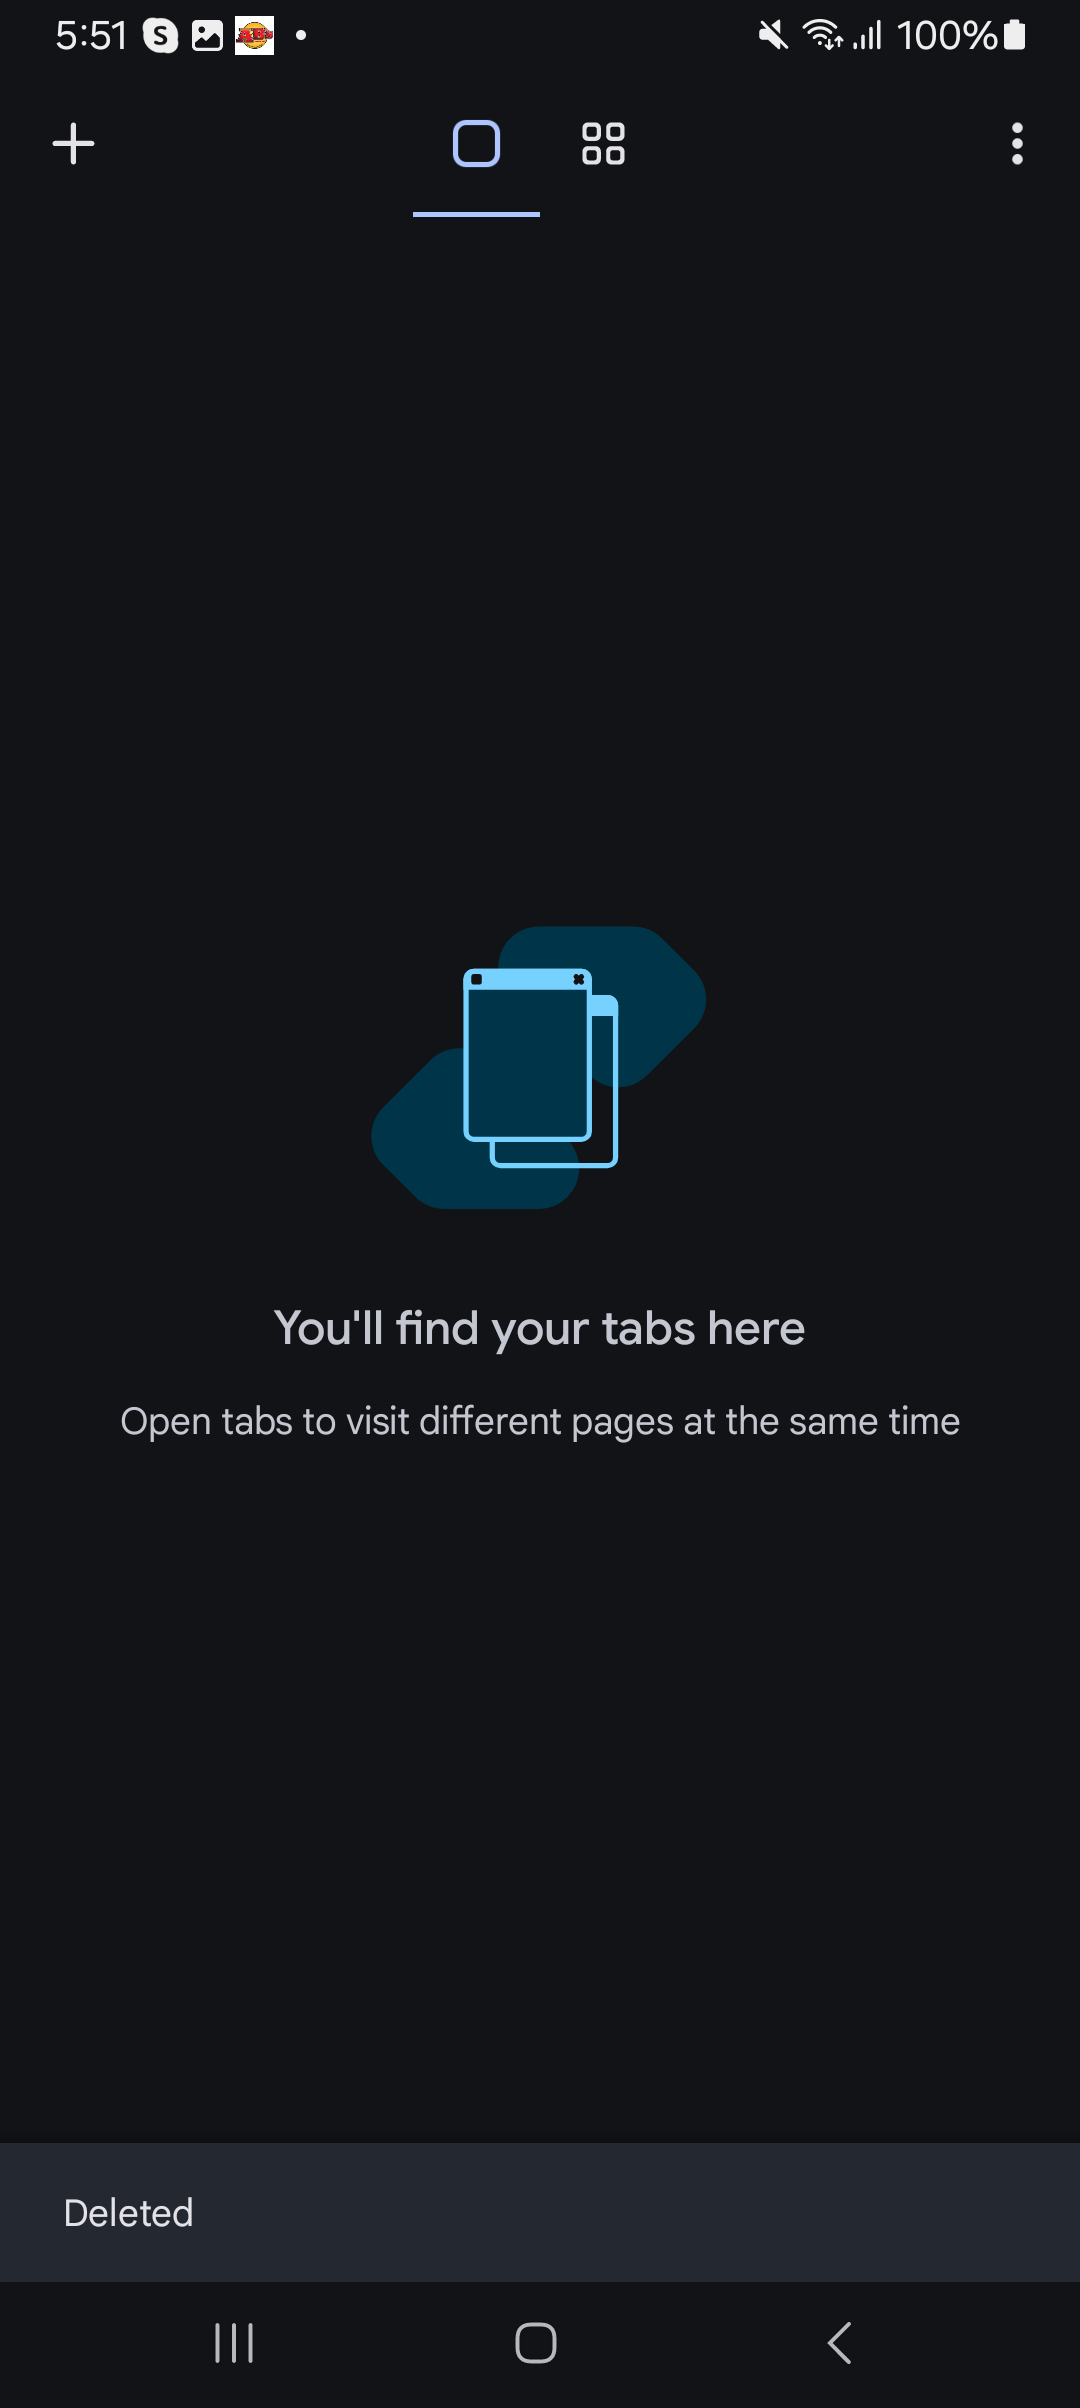 5:51 S ABs 100%
You'll find your tabs here
Open tabs to visit different pages at the same time
Deleted